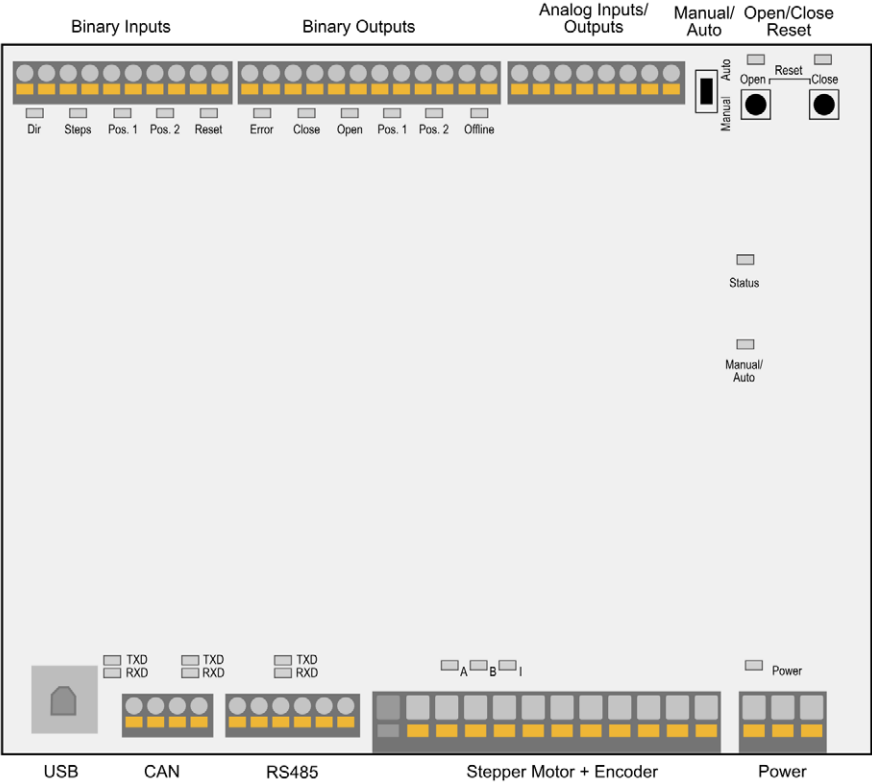 Binary Inputs
Binary Outputs
Analog Inputs/
Outputs
Manual/
Auto
Open/Close
Reset
Auto
Manual
Open
Reset
Close
Dir
Steps
Pos. 1
Pos. 2
Reset
Error
Close
Open
Pos. 1
Pos. 2
Offline
Status
Manual/
Auto
TXD
RXD
TXD
RXD
TXD
RXD
A
B
I
Power
USB
CAN
RS485
Stepper Motor + Encoder
Power